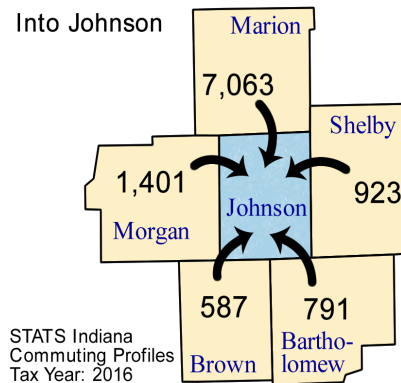 Into Johnson
Marion
7,063
Shelby
923
1,401
Morgan
Johnson
587
Brown
791
Bartho-
lomew
STATS Indiana
Commuting Profiles
Tax Year: 2016